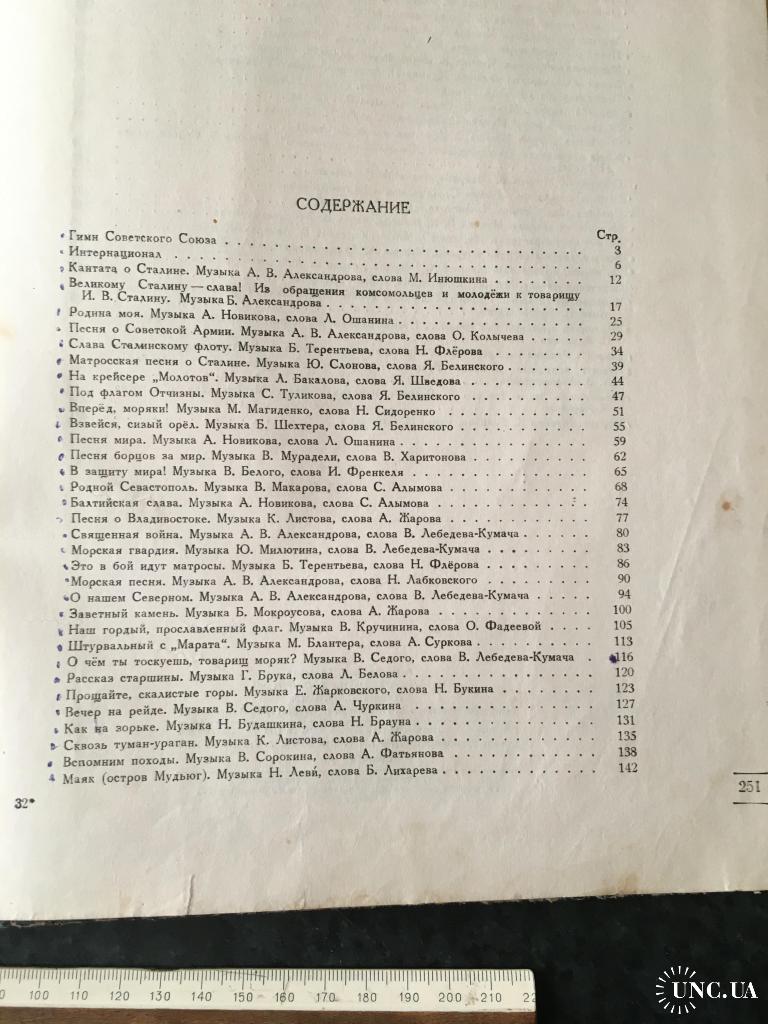 СОДЕРЖАНИЕ
Стр.
Гимн Советского Союза . . . . . . . . . . . . . . . . . . . . . . . 3
Интернационал . . . . . . . . . . . . . . . . . . . . . . . . . . 6
Кантата о Сталине. Музыка А. В. Александрова, слова М. Инюшкина . . . . . . . 12
Великому Сталину — слава! Из обращения комсомольцев и молодёжи к товарищу
И. В. Сталину. Музыка Б. Александрова . . . . . . . . . . . . . . . . 17
Родина моя. Музыка А. Новикова, слова Л. Ошанина . . . . . . . . . . . . . 25
Песня о Советской Армии. Музыка А. В. Александрова, слова О. Колычева . . . . 29
Слава Сталинскому флоту. Музыка Б. Терентьева, слова Н. Флёрова . . . . . . . 34
Матросская песня о Сталине. Музыка Ю. Слонова, слова Я. Белинского . . . . . . 39
На крейсере „Молотов“. Музыка Л. Бакалова, слова Я. Шведова . . . . . . . . . 44
Под флагом Отчизны. Музыка С. Туликова, слова Я. Белинского . . . . . . . . 47
Вперёд, моряки! Музыка М. Магиденко, слова Н. Сидоренко . . . . . . . . . 51
Взвейся, сизый орёл. Музыка Б. Шехтера, слова Я. Белинского . . . . . . . . . 55
Песня мира. Музыка А. Новикова, слова Л. Ошанина . . . . . . . . . . . . . 59
Песня борцов за мир. Музыка В. Мурадели, слова В. Харитонова . . . . . . . . 62
В защиту мира! Музыка В. Белого, слова И. Френкеля . . . . . . . . . . . . 65
Родной Севастополь. Музыка В. Макарова, слова С. Алымова . . . . . . . . . 68
Балтийская слава. Музыка А. Новикова, слова С. Алымова . . . . . . . . . . 74
Песня о Владивостоке. Музыка К. Листова, слова А. Жарова . . . . . . . . . . 77
Священная война. Музыка А. В. Александрова, слова В. Лебедева-Кумача . . . . . 80
Морская гвардия. Музыка Ю. Милютина, слова В. Лебедева-Кумача . . . . . . . 83
Это в бой идут матросы. Музыка Б. Терентьева, слова Н. Флёрова . . . . . . . 86
Морская песня. Музыка А. В. Александрова, слова Н. Лабковского . . . . . . . 90
О нашем Северном. Музыка А. В. Александрова, слова В. Лебедева-Кумача . . . . 94
Заветный камень. Музыка Б. Мокроусова, слова А. Жарова . . . . . . . . . . 100
Наш гордый, прославленный флаг. Музыка В. Кручинина, слова О. Фадеевой . . . . 105
Штурвальный с „Марата“. Музыка М. Блантера, слова А. Суркова . . . . . . . . 113
О чём ты тоскуешь, товарищ моряк? Музыка В. Седого, слова В. Лебедева-Кумача . 116
Рассказ старшины. Музыка Г. Брука, слова Л. Белова . . . . . . . . . . . . . 120
Прощайте, скалистые горы. Музыка Е. Жарковского, слова Н. Букина . . . . . . . 123
Вечер на рейде. Музыка В. Седого, слова А. Чуркина . . . . . . . . . . . . 127
Как на зорьке. Музыка Н. Будашкина, слова Н. Брауна . . . . . . . . . . . . 131
Сквозь туман-ураган. Музыка К. Листова, слова А. Жарова . . . . . . . . . . 135
Вспомним походы. Музыка В. Сорокина, слова А. Фатьянова . . . . . . . . . . 138
Маяк (остров Мудьюг). Музыка Н. Леви, слова Б. Лихарева . . . . . . . . . . 142
32*
251
100 110 120 130 140 150 160 170 180 190 200 210
UNC.UA